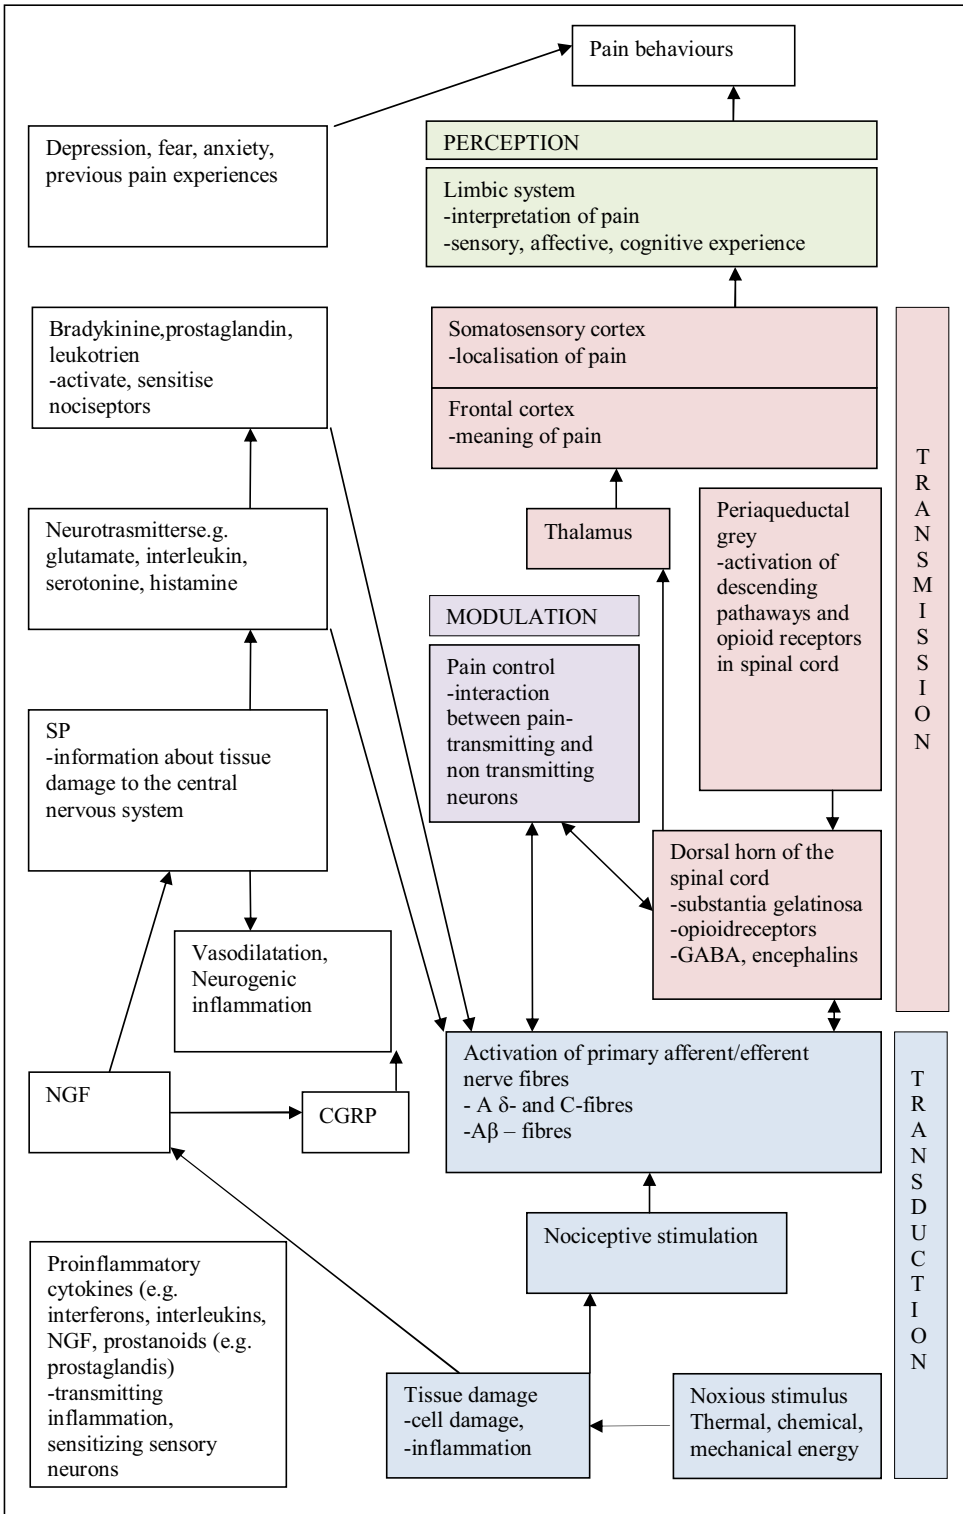 Pain behaviours
Depression, fear, anxiety,
previous pain experiences
PERCEPTION
Limbic system
-interpretation of pain
-sensory, affective, cognitive experience
Bradykinine,prostaglandin,
leukotrien
-activate, sensitise
nociseptors
Somatosensory cortex
-localisation of pain
Frontal cortex
-meaning of pain
Neurotrasmitterse.g.
glutamate, interleukin,
serotonine, histamine
Thalamus
Periaqueductal
grey
-activation of
descending
pathaways and
opioid receptors
in spinal cord
TRANSMISSION
MODULATION
Pain control
-interaction
between pain-
transmitting and
non transmitting
neurons
SP
-information about tissue
damage to the central
nervous system
Dorsal horn of the
spinal cord
-substantia gelatinosa
-opioidreceptors
-GABA, encephalins
Vasodilatation,
Neurogenic
inflammation
Activation of primary afferent/efferent
nerve fibres
- A δ- and C-fibres
-Aβ – fibres
NGF
CGRP
TRANSDUCTION
Nociceptive stimulation
Proinflammatory
cytokines (e.g.
interferons, interleukins,
NGF, prostanoids (e.g.
prostaglandis)
-transmitting
inflammation,
sensitizing sensory
neurons
Tissue damage
-cell damage,
-inflammation
Noxious stimulus
Thermal, chemical,
mechanical energy